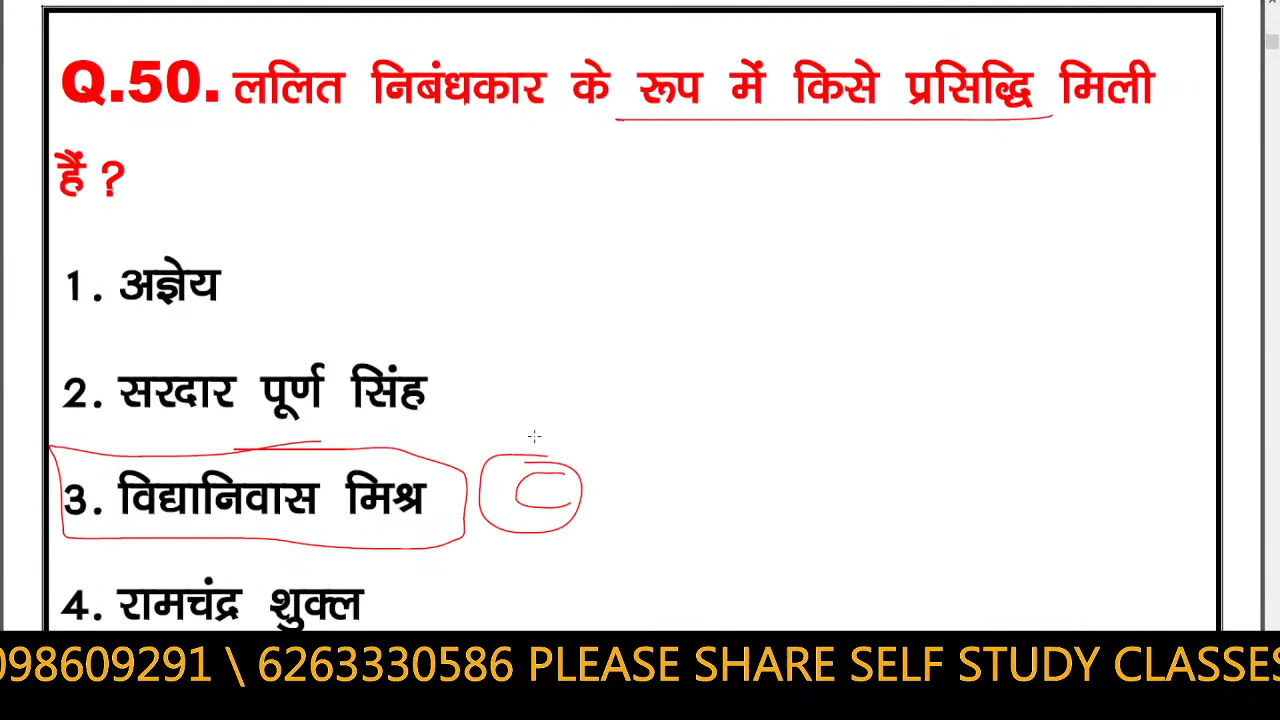 Q.50. ललित निबंधकार के रूप में किसे प्रसिद्धि मिली
हैं ?
1. अज्ञेय
2. सरदार पूर्ण सिंह
3. विद्यानिवास मिश्र C
4. रामचंद्र शुक्ल
098609291 \ 6263330586 PLEASE SHARE SELF STUDY CLASSES